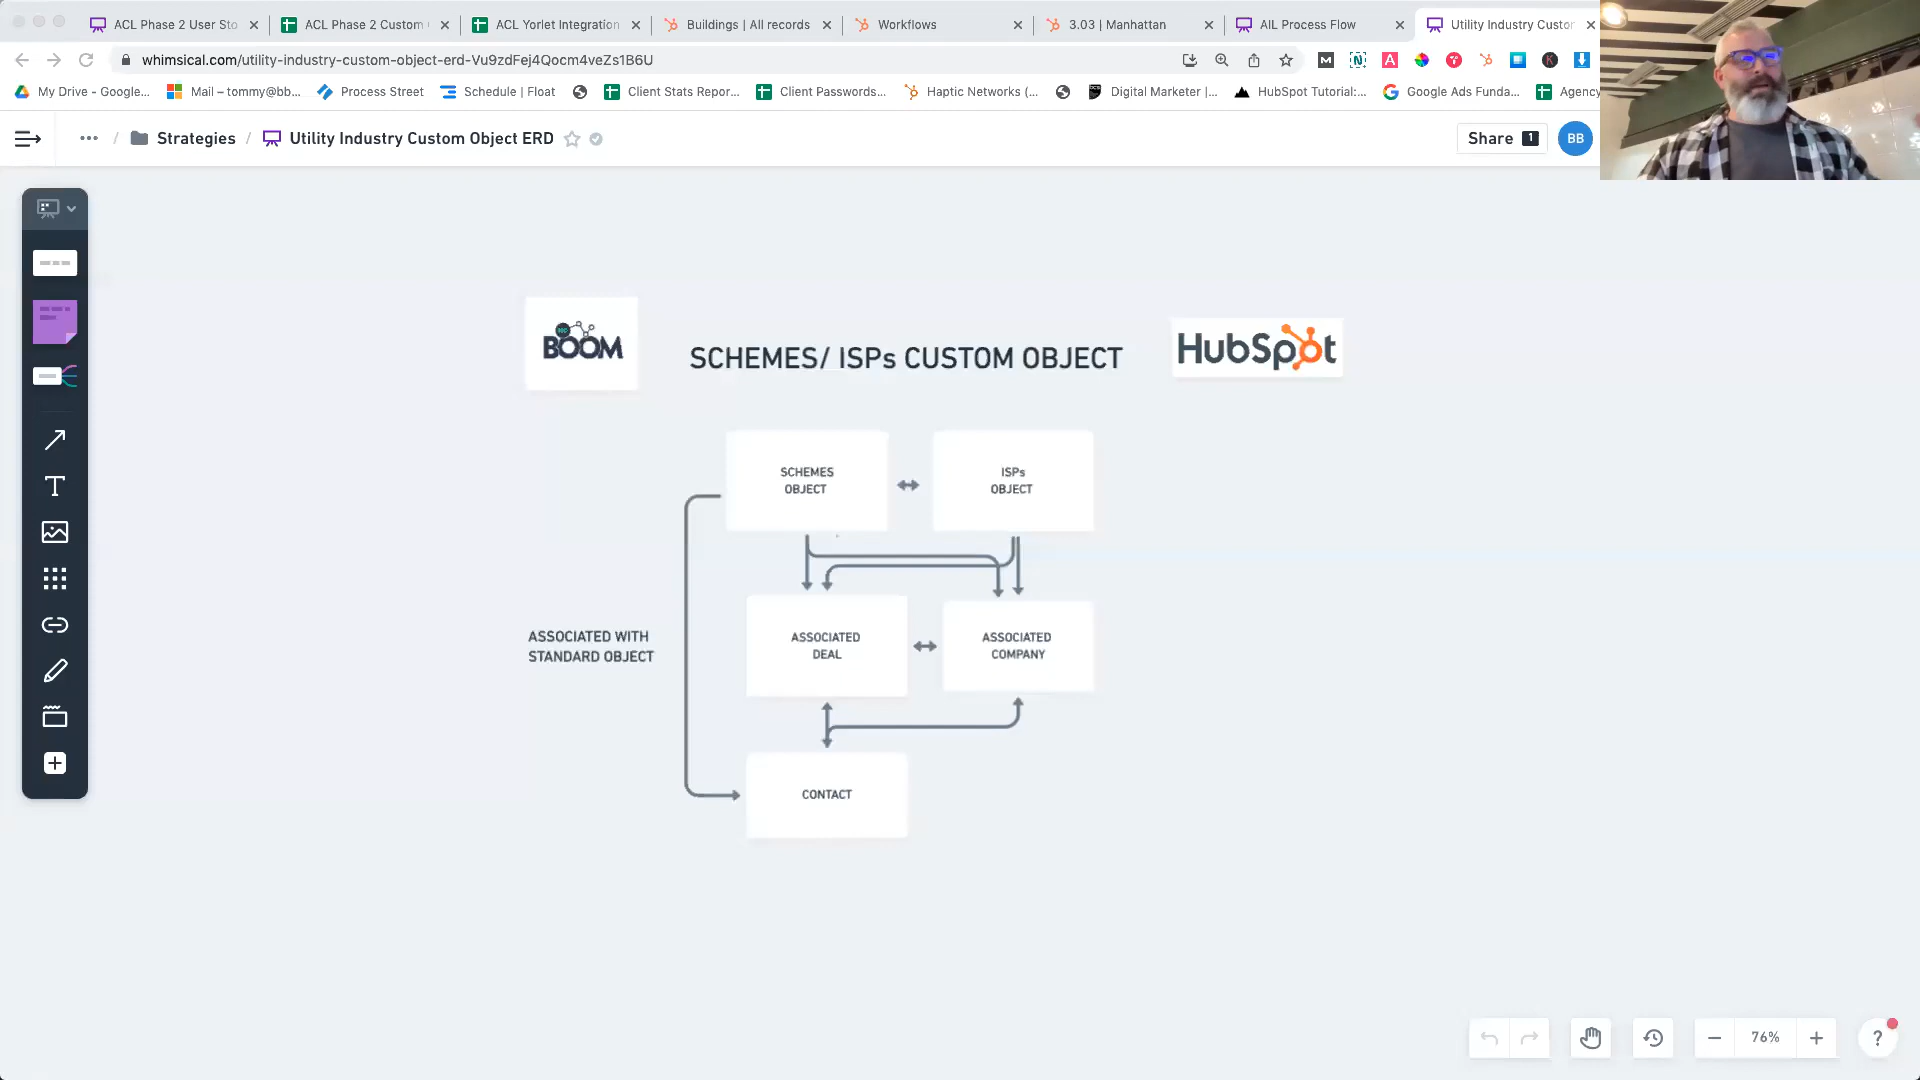 ACL Phase 2 User Sto
ACL Phase 2 Custom
ACL Yorlet Integration
Buildings | All records
Workflows
3.03 | Manhattan
AIL Process Flow
Utility Industry Custor
whimsical.com/utility-industry-custom-object-erd-Vu9zdFej4Qocm4veZs1B6U
My Drive - Google...
Mail – tommy@bb...
Process Street
Schedule | Float
Client Stats Repor...
Client Passwords...
Haptic Networks (...
Digital Marketer |...
HubSpot Tutorial:...
Google Ads Funda...
Agency
Strategies / Utility Industry Custom Object ERD
Share 1
BB
NC
BOOM
SCHEMES/ ISPs CUSTOM OBJECT
HubSpot
SCHEMES
OBJECT
ISPs
OBJECT
ASSOCIATED WITH
STANDARD OBJECT
ASSOCIATED
DEAL
ASSOCIATED
COMPANY
CONTACT
76%
?